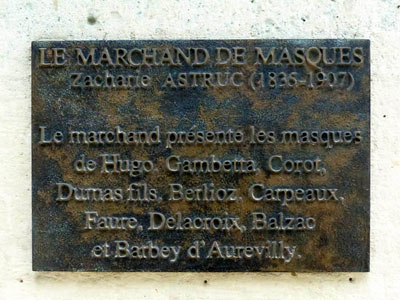 LE MARCHAND DE MASQUES
Zacharie ASTRUC (1835-1907)
Le marchand présente les masques
de Hugo, Gambetta, Corot,
Dumas fils, Berlioz, Carpeaux,
Faure, Delacroix, Balzac
et Barbey d'Aurevilly.